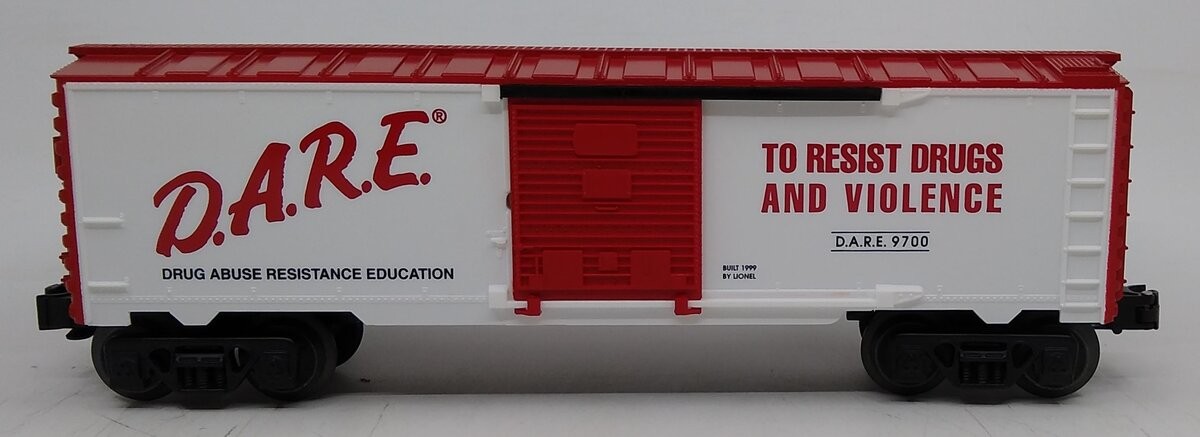 D.A.R.E.®
DRUG ABUSE RESISTANCE EDUCATION
TO RESIST DRUGS
AND VIOLENCE
D.A.R.E. 9700
BUILT 1999
BY LIONEL